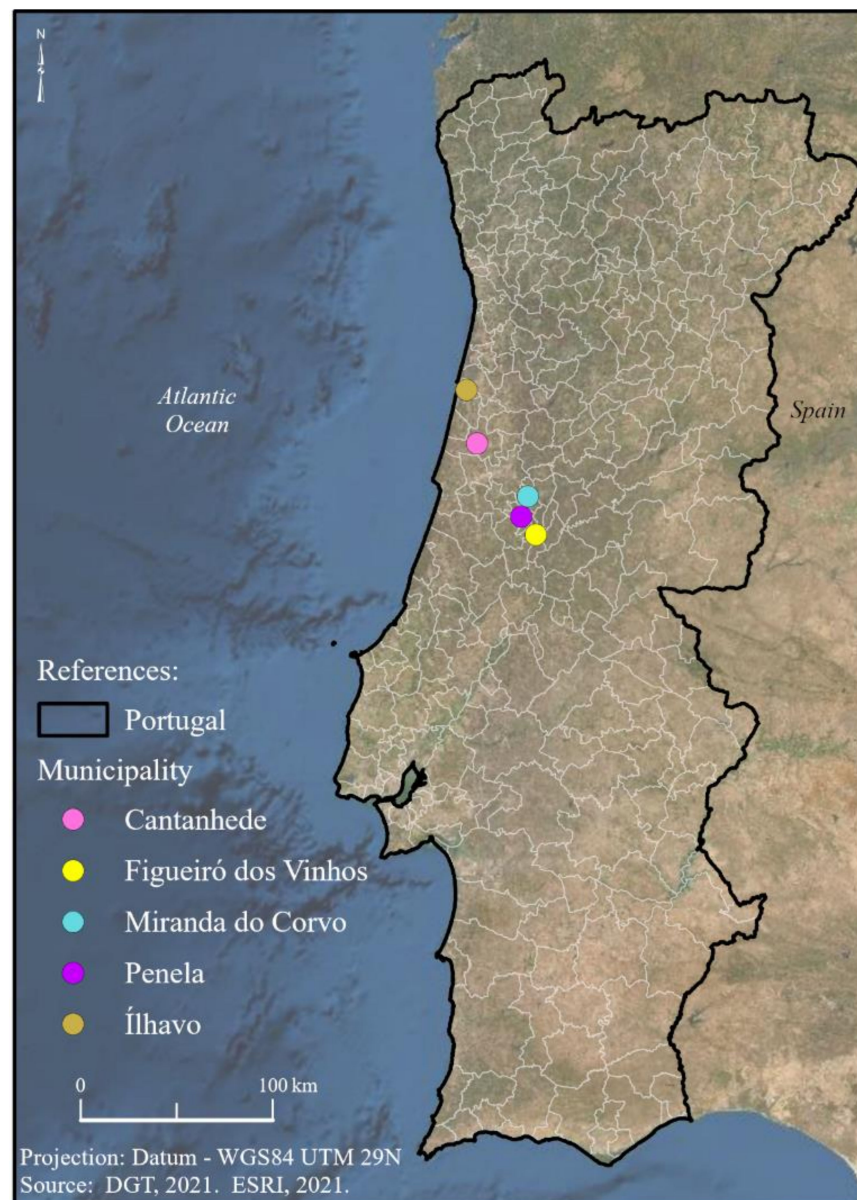 N
Atlantic
Ocean
Spain
References:
Portugal
Municipality
Cantanhede
Figueiró dos Vinhos
Miranda do Corvo
Penela
Ílhavo
0 100 km
Projection: Datum - WGS84 UTM 29N
Source: DGT, 2021. ESRI, 2021.